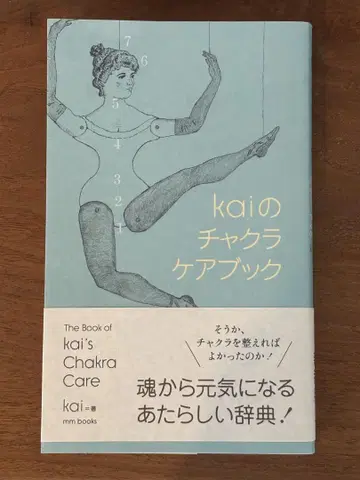 7
6
5
4
3
2
1
kaiの
チャクラ
ケアブック
The Book of
kai's
Chakra
Care
kai=著
mm books
そうか、
チャクラを整えれば
よかったのか!
魂から元気になる
あたらしい辞典!